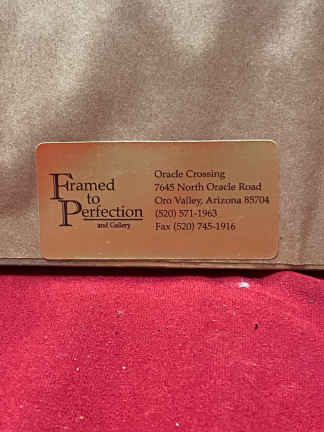 Framed
to
Perfection
and Gallery
Oracle Crossing
7645 North Oracle Road
Oro Valley, Arizona 85704
(520) 571-1963
Fax (520) 745-1916